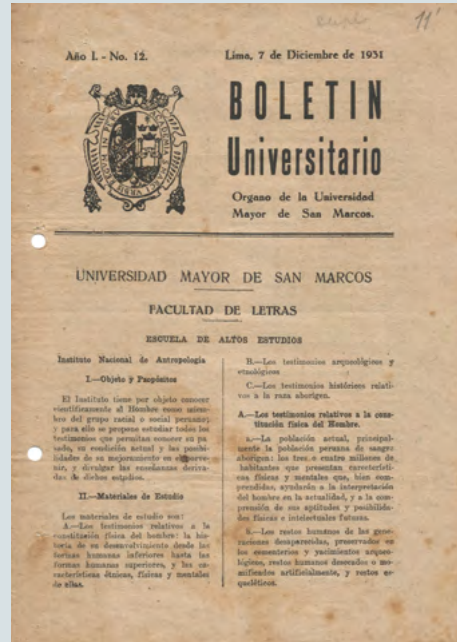 11'
Año I. - No. 12.
Lima, 7 de Diciembre de 1931
BOLETIN
Universitario
Organo de la Universidad
Mayor de San Marcos.
UNIVERSIDAD MAYOR DE SAN MARCOS
FACULTAD DE LETRAS
ESCUELA DE ALTOS ESTUDIOS
Instituto Nacional de Antropología
I.—Objeto y Propósitos
El Instituto tiene por objeto conocer
científicamente al Hombre como miem-
bro del grupo racial o social peruano;
y para ello se propone estudiar todos los
testimonios que permitan conocer su pa-
sado, su condición actual y las posibi-
lidades de su mejoramiento en el porve-
nir, y divulgar las enseñanzas deriva-
das de dichos estudios.
II.—Materiales de Estudio
Los materiales de estudio son:
A.—Los testimonios relativos a la
constitución física del hombre: la his-
toria de su desenvolvimiento desde las
formas humanas inferiores hasta las
formas humanas superiores, y las ca-
racterísticas étnicas, físicas y mentales
de ellas.
B.—Los testimonios arqueológicos y
etnológicos
C.—Los testimonios históricos relati-
vos a la raza aborigen.
A.—Los testimonios relativos a la cons-
titución física del Hombre.
a.—La población actual, principal-
mente la población peruana de sangre
aborigen: los tres o cuatro millones de
habitantes que presentan caracterísri-
cas físicas y mentales que, bien com-
prendidas, ayudarán a la interpretación
del hombre en la actualidad, y a la com-
prensión de sus aptitudes y posibilida-
des físicas e intelectuales futuras.
b.—Los restos humanos de las gene-
raciones desaparecidas, preservados en
los cementerios y yacimientos arqueo-
lógicos, restos humanos desecados o mo-
mificados artificialmente, y restos es-
queléticos.